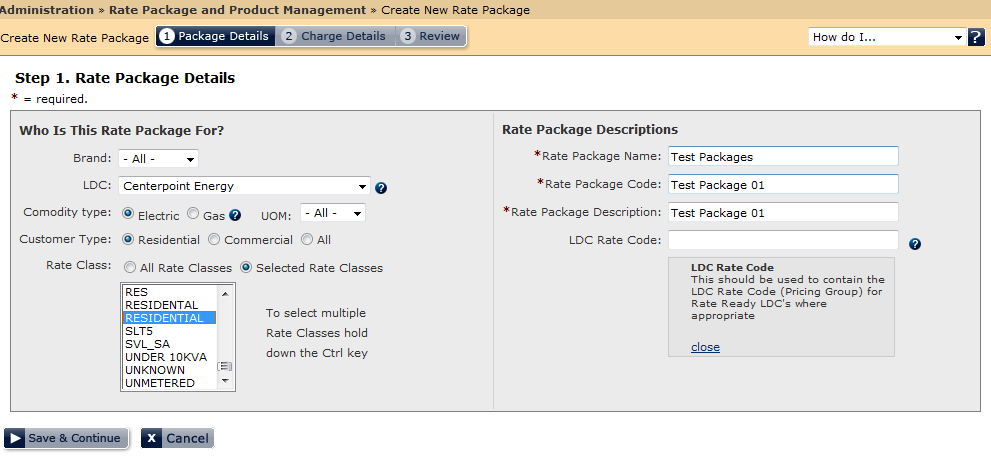 Administration » Rate Package and Product Management » Create New Rate Package
Create New Rate Package 1 Package Details 2 Charge Details 3 Review
How do I... ?
Step 1. Rate Package Details
* = required.
Who Is This Rate Package For?
Brand: - All -
LDC: Centerpoint Energy ?
Comodity type: Electric Gas ? UOM: - All -
Customer Type: Residential Commercial All
Rate Class: All Rate Classes Selected Rate Classes
RES
RESIDENTAL
RESIDENTIAL
SLT5
SVL_SA
UNDER 10KVA
UNKNOWN
UNMETERED
To select multiple
Rate Classes hold
down the Ctrl key
Rate Package Descriptions
*Rate Package Name: Test Packages
*Rate Package Code: Test Package 01
*Rate Package Description: Test Package 01
LDC Rate Code: ?
LDC Rate Code
This should be used to contain the
LDC Rate Code (Pricing Group) for
Rate Ready LDC's where
appropriate
close
Save & Continue
X Cancel